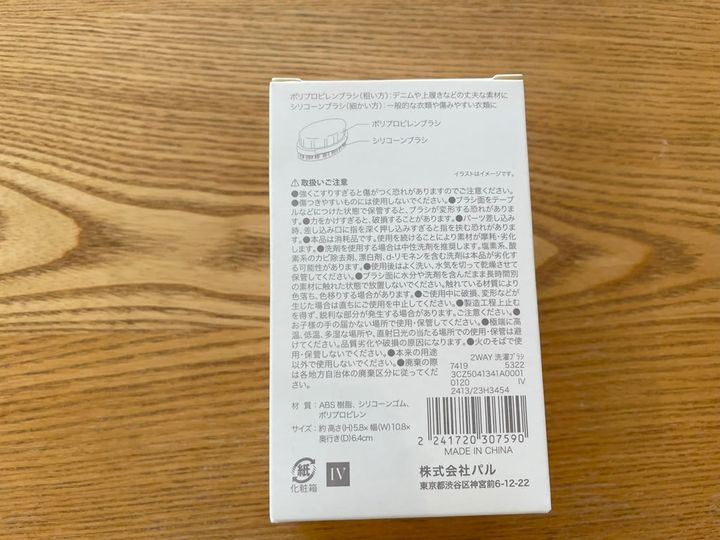 ポリプロピレンブラシ(粗い方):デニムや上履きなどの丈夫な素材に
シリコーンブラシ(細かい方):一般的な衣類や傷みやすい衣類に
ポリプロピレンブラシ
シリコーンブラシ
イラストはイメージです。
⚠取扱いご注意
●強くこすりすぎると傷がつく恐れがありますのでご注意ください。
●傷つきやすいものには使用しないでください。●ブラシ面をテーブ
ルなどにつけた状態で保管すると、ブラシが変形する恐れがありま
す。●力をかけすぎると、破損することがあります。●パーツ差し込み
時、差し込み口に指を深く押し込みすぎると指を挟む恐れがありま
す。●本品は消耗品です。使用を続けることにより素材が摩耗・劣化
します。●洗剤を使用する場合は中性洗剤を推奨します。塩素系、酸
素系のカビ除去剤、漂白剤、d-リモネンを含む洗剤は本品が劣化す
る可能性があります。●使用後はよく洗い、水気を切って乾燥させて
保管してください。●ブラシ面に水分や洗剤を含んだまま長時間別
の素材に触れた状態で放置しないでください。触れている材質により
色落ち、色移りする場合があります。●ご使用中に破損、変形などが
生じた場合は直ちにご使用を中止してください。●製造工程上止む
を得ず、鋭利な部分が発生する場合があります。ご注意ください。●
お子様の手の届かない場所で使用・保管してください。●極端に高
温、低温、多湿な場所や、直射日光の当たる場所での使用・保管は避
けてください。品質劣化や破損の原因になります。●火のそばで使
用・保管しないでください。●本来の用途
以外で使用しないでください。●廃棄の際
は各地方自治体の廃棄区分に従ってくだ
さい。
2WAY 洗濯ブラシ
7419 5322
3CZ5041341A0001
0120 IV
2413/23H3454
材 質:ABS樹脂、シリコーンゴム、
ポリプロピレン
サイズ:約 高さ(H)5.8×幅(W)10.8×
奥行き(D)6.4cm
2 241720 307590
MADE IN CHINA
紙
化粧箱
IV
株式会社パル
東京都渋谷区神宮前6-12-22